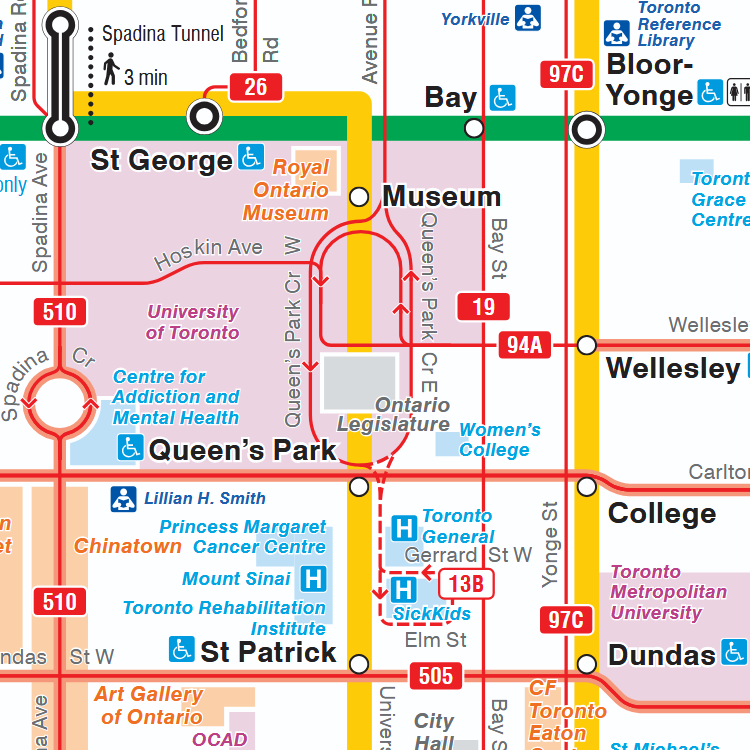 Spadina Rd
Spadina Tunnel
3 min
Bedford
Rd
26
Avenue R
Yorkville
Toronto
Reference
Library
97C
Bloor-
Yonge
Bay
St George
only
Spadina Ave
Royal
Ontario
Museum
Museum
Toront
Grace
Centre
Hoskin Ave
Queen's Park Cr W
Queen's Park Cr E
Bay St
510
University
of Toronto
19
94A
Wellesle
Wellesley
Spadina
Cr
Centre for
Addiction and
Mental Health
Ontario
Legislature
Women's
College
Queen's Park
Carlton
Lillian H. Smith
College
Princess Margaret
Cancer Centre
Chinatown
n
et
Toronto
General
Gerrard St W
Yonge St
Mount Sinai
13B
Toronto
Metropolitan
University
510
Toronto Rehabilitation
Institute
SickKids
97C
Elm St
ndas St W
St Patrick
Dundas
505
Art Gallery
of Ontario
OCAD
a Ave
Univers
City
Hall
Bay S
CF
Toronto
Eaton
St Michael's